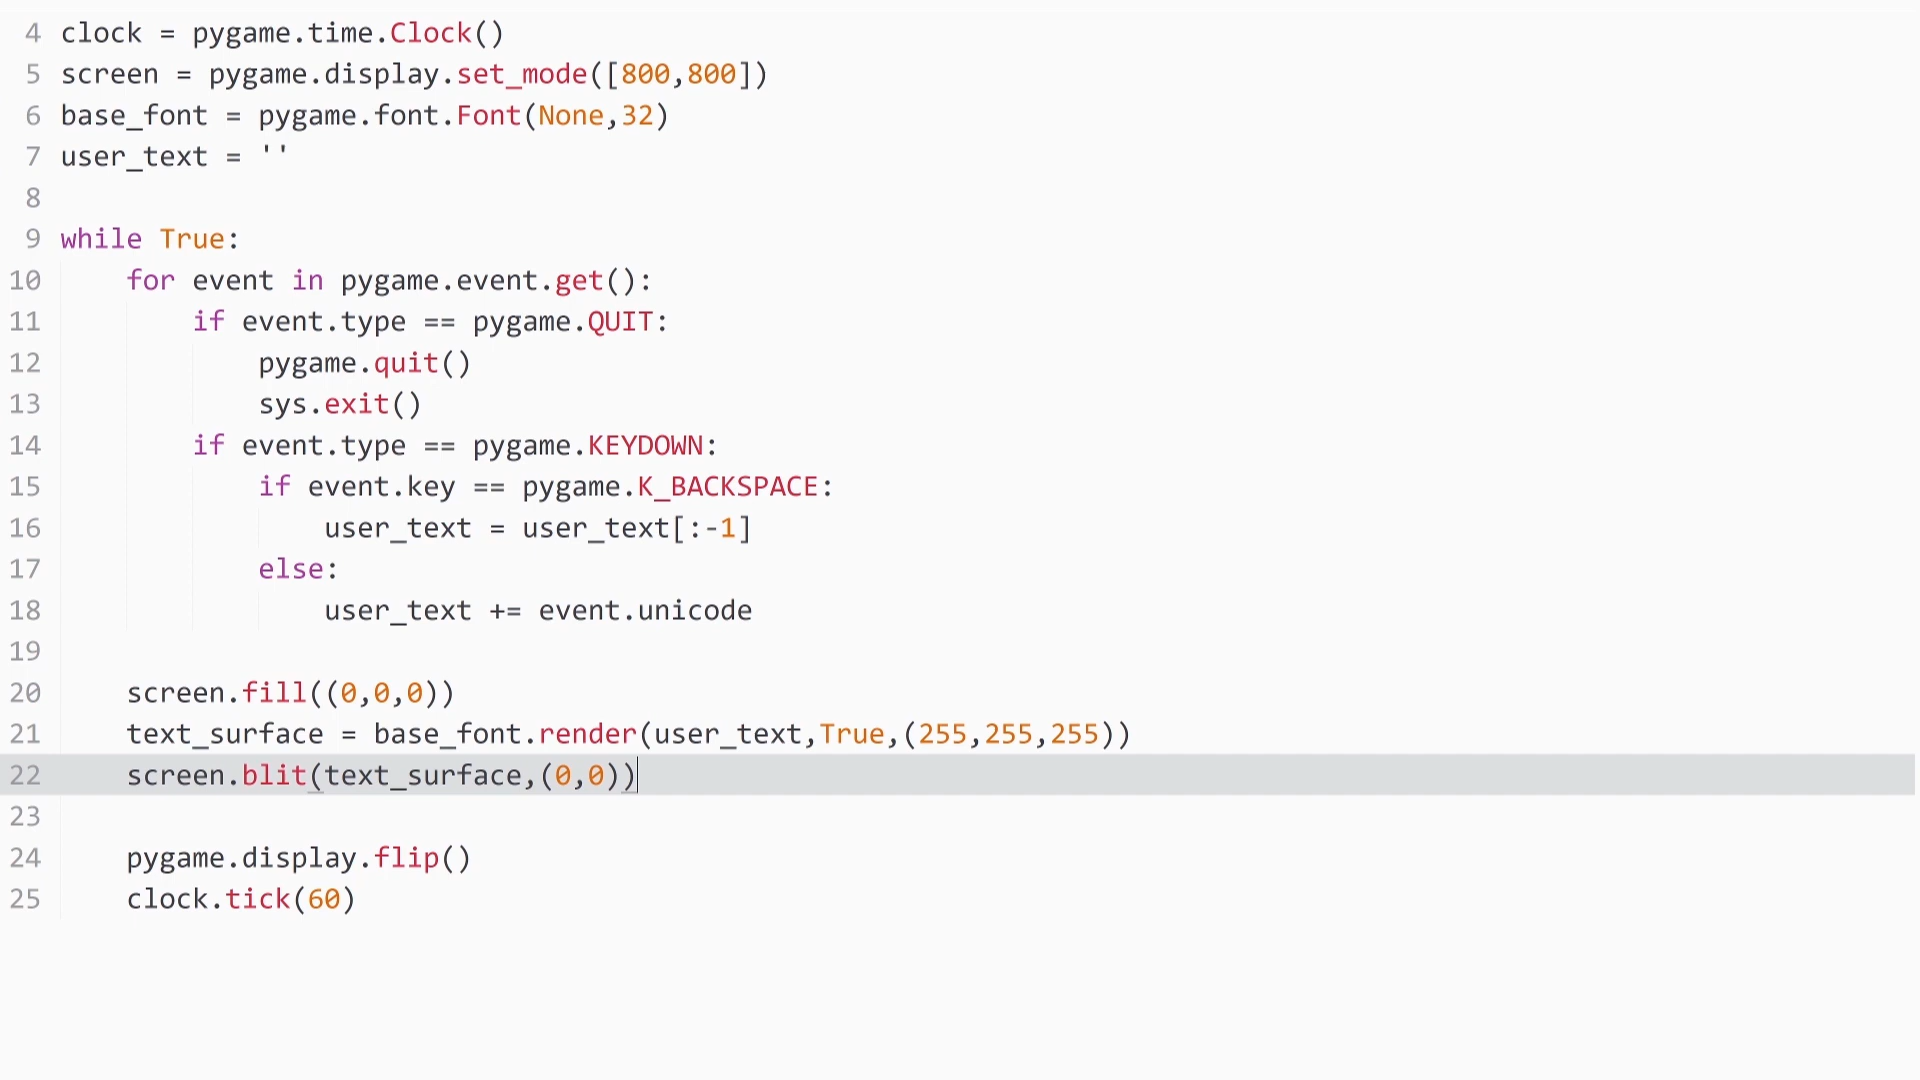 4 clock = pygame.time.Clock()
5 screen = pygame.display.set_mode([800,800])
6 base_font = pygame.font.Font(None,32)
7 user_text = ''
8
9 while True:
10     for event in pygame.event.get():
11         if event.type == pygame.QUIT:
12             pygame.quit()
13             sys.exit()
14         if event.type == pygame.KEYDOWN:
15             if event.key == pygame.K_BACKSPACE:
16                 user_text = user_text[:-1]
17             else:
18                 user_text += event.unicode
19
20     screen.fill((0,0,0))
21     text_surface = base_font.render(user_text,True,(255,255,255))
22     screen.blit(text_surface,(0,0))
23
24     pygame.display.flip()
25     clock.tick(60)